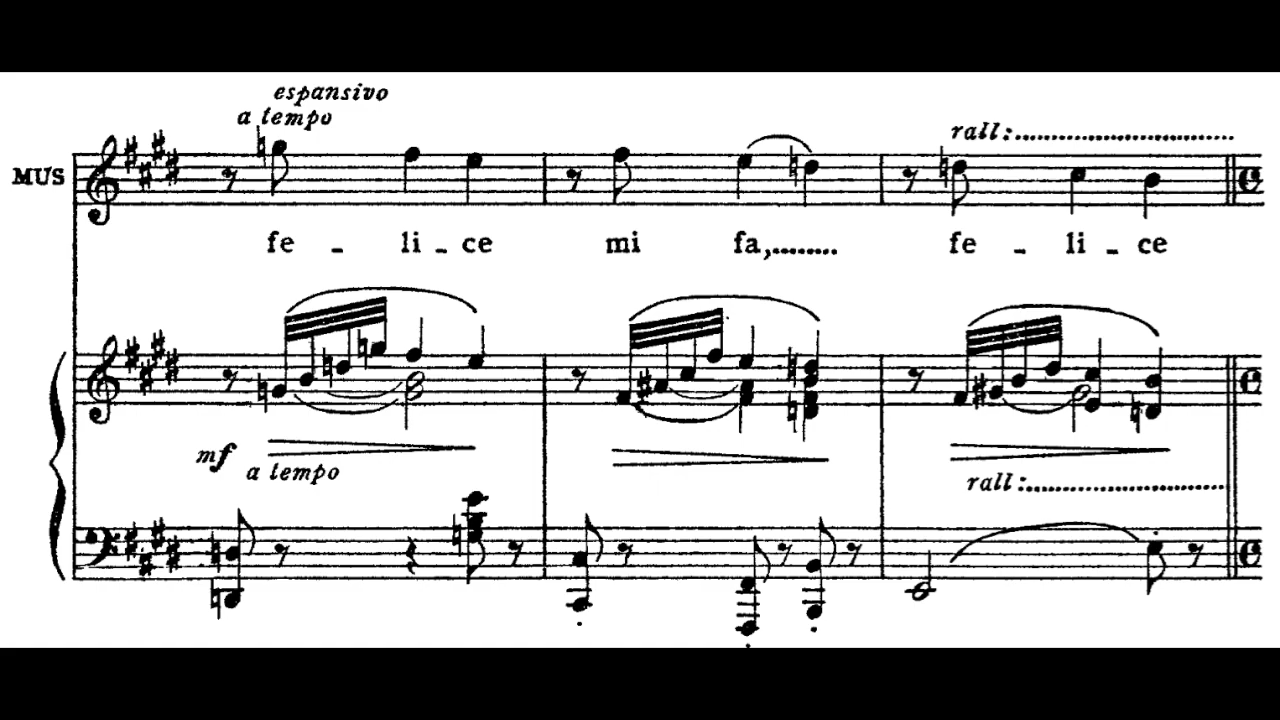 espansivo
a tempo
rall:
MUS
fe - li - ce mi fa,........ fe - li - ce
mf
a tempo
rall: